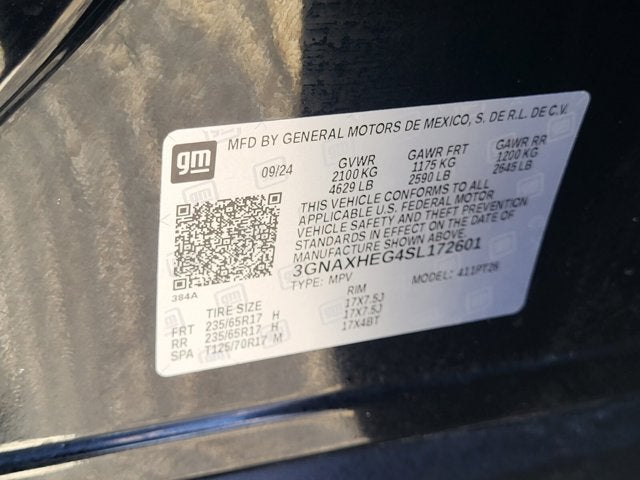 gm
MFD BY GENERAL MOTORS DE MEXICO, S. DE R.L. DE C.V.
09/24
GVWR GAWR FRT GAWR RR
2100 KG 1175 KG 1200 KG
4629 LB 2590 LB 2645 LB
THIS VEHICLE CONFORMS TO ALL
APPLICABLE U.S. FEDERAL MOTOR
VEHICLE SAFETY AND THEFT PREVENTION
STANDARDS IN EFFECT ON THE DATE OF
MANUFACTURE SHOWN ABOVE
3GNAXHEG4SL172601
TYPE: MPV MODEL: 411PT26
384A
TIRE SIZE RIM
FRT 235/65R17 H 17X7.5J
RR 235/65R17 H 17X7.5J
SPA T125/70R17 M 17X4BT